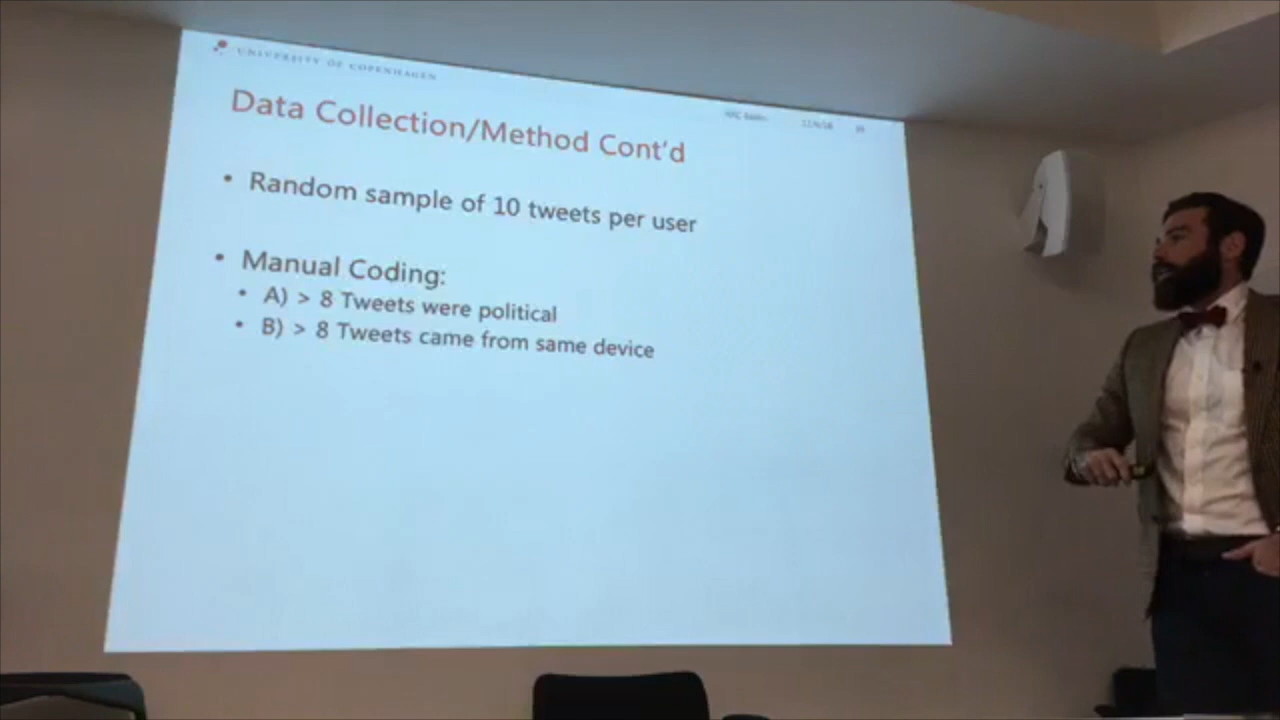 UNIVERSITY OF COPENHAGEN
Data Collection/Method Cont'd
• Random sample of 10 tweets per user
• Manual Coding:
• A) > 8 Tweets were political
• B) > 8 Tweets came from same device